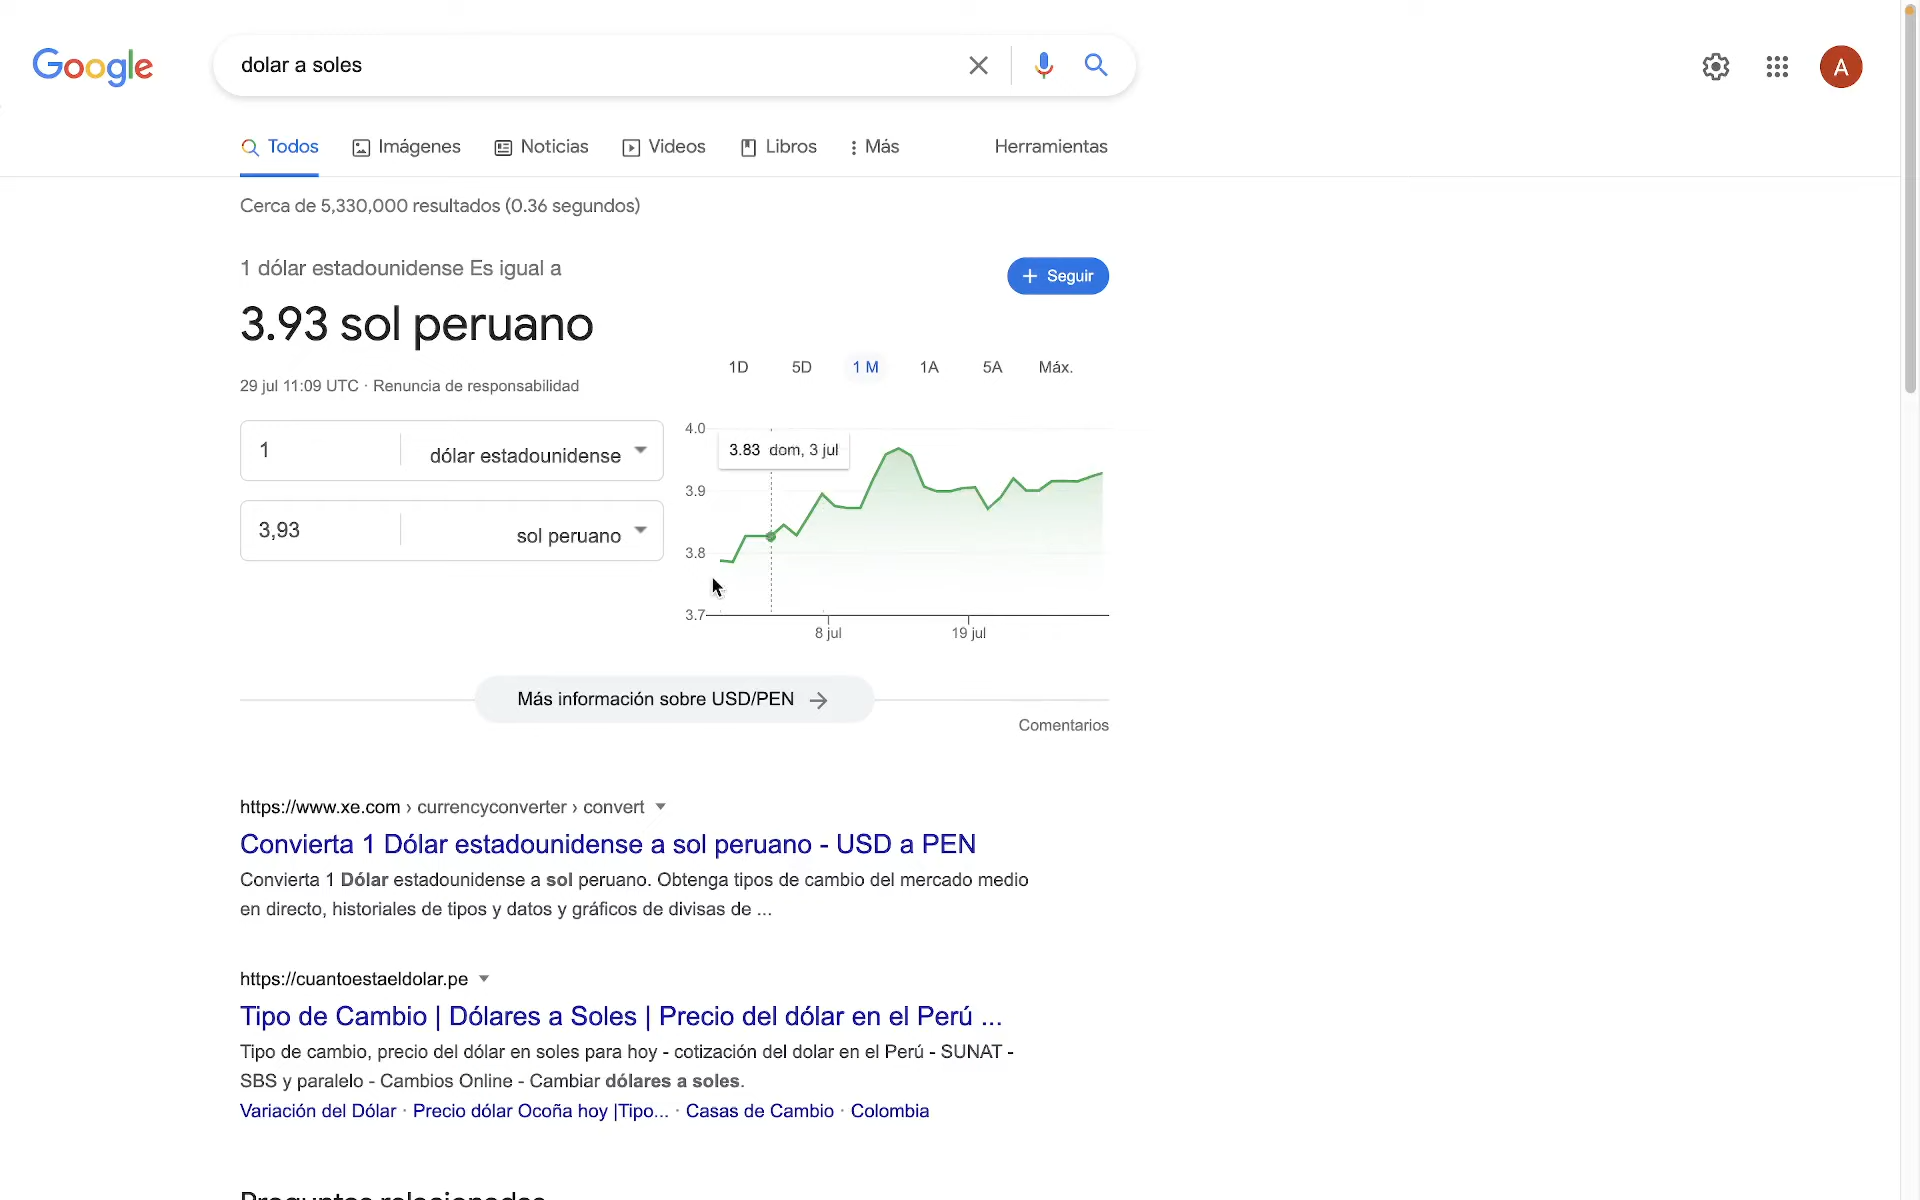 Google
dolar a soles
A
Todos
Imágenes
Noticias
Videos
Libros
Más
Herramientas
Cerca de 5,330,000 resultados (0.36 segundos)
1 dólar estadounidense Es igual a
+ Seguir
3.93 sol peruano
29 jul 11:09 UTC · Renuncia de responsabilidad
1D 5D 1 M 1A 5A Máx.
1 dólar estadounidense
3,93 sol peruano
4.0
3.83 dom, 3 jul
3.9
3.8
3.7
8 jul 19 jul
Más información sobre USD/PEN
Comentarios
https://www.xe.com › currencyconverter › convert
Convierta 1 Dólar estadounidense a sol peruano - USD a PEN
Convierta 1 Dólar estadounidense a sol peruano. Obtenga tipos de cambio del mercado medio
en directo, historiales de tipos y datos y gráficos de divisas de ...
https://cuantoestaeldolar.pe
Tipo de Cambio | Dólares a Soles | Precio del dólar en el Perú ...
Tipo de cambio, precio del dólar en soles para hoy - cotización del dolar en el Perú - SUNAT -
SBS y paralelo - Cambios Online - Cambiar dólares a soles.
Variación del Dólar · Precio dólar Ocoña hoy |Tipo... · Casas de Cambio · Colombia
Preguntas relacionadas